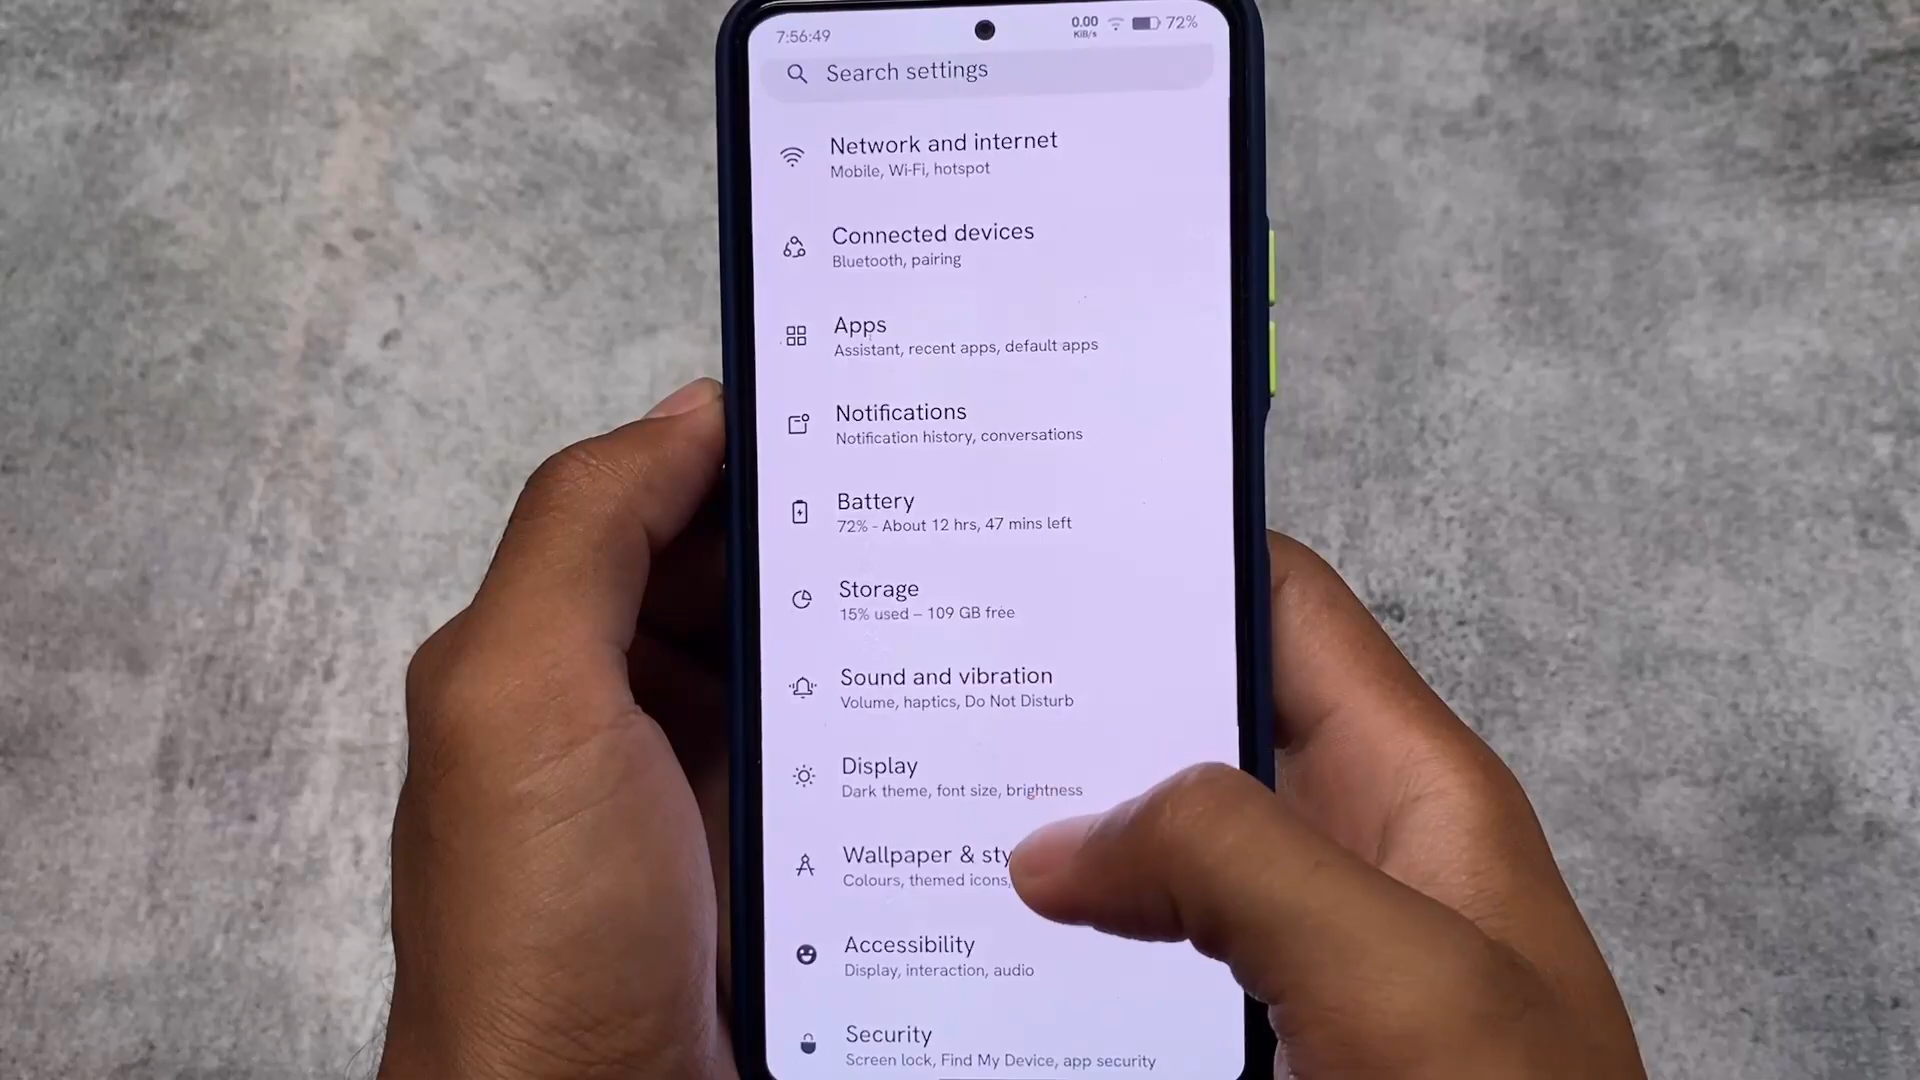 7:56:49
0.00
KiB/s
72%
Search settings
Network and internet
Mobile, Wi-Fi, hotspot
Connected devices
Bluetooth, pairing
Apps
Assistant, recent apps, default apps
Notifications
Notification history, conversations
Battery
72% - About 12 hrs, 47 mins left
Storage
15% used – 109 GB free
Sound and vibration
Volume, haptics, Do Not Disturb
Display
Dark theme, font size, brightness
Wallpaper & sty
Colours, themed icons,
Accessibility
Display, interaction, audio
Security
Screen lock, Find My Device, app security